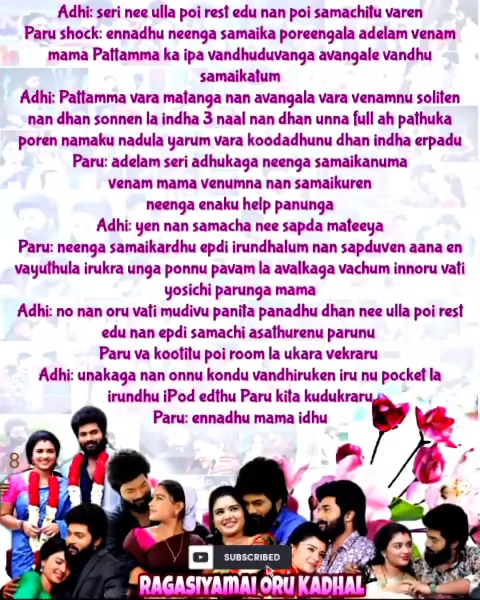 Adhi: seri nee ulla poi rest edu nan poi samachitu varen
Paru shock: ennadhu neenga samaika poreengala adelam venam
mama Pattamma ka ipa vandhuduvanga avangale vandhu
samaikatum
Adhi: Pattamma vara matanga nan avangala vara venamnu soliten
nan dhan sonnen la indha 3 naal nan dhan unna full ah pathuka
poren namaku nadula yarum vara koodadhunu dhan indha erpadu
Paru: adelam seri adhukaga neenga samaikanuma
venam mama venumna nan samaikuren
neenga enaku help panunga
Adhi: yen nan samacha nee sapda mateeya
Paru: neenga samaikardhu epdi irundhalum nan sapduven aana en
vayuthula irukra unga ponnu pavam la avalkaga vachum innoru vati
yosichi parunga mama
Adhi: no nan oru vati mudivu panita panadhu dhan nee ulla poi rest
edu nan epdi samachi asathurenu parunu
Paru va kootitu poi room la ukara vekraru
Adhi: unakaga nan onnu kondu vandhiruken iru nu pocket la
irundhu iPod edthu Paru kita kudukraru
Paru: ennadhu mama idhu
8
SUBSCRIBED
RAGASIYAMAI ORU KADHAL